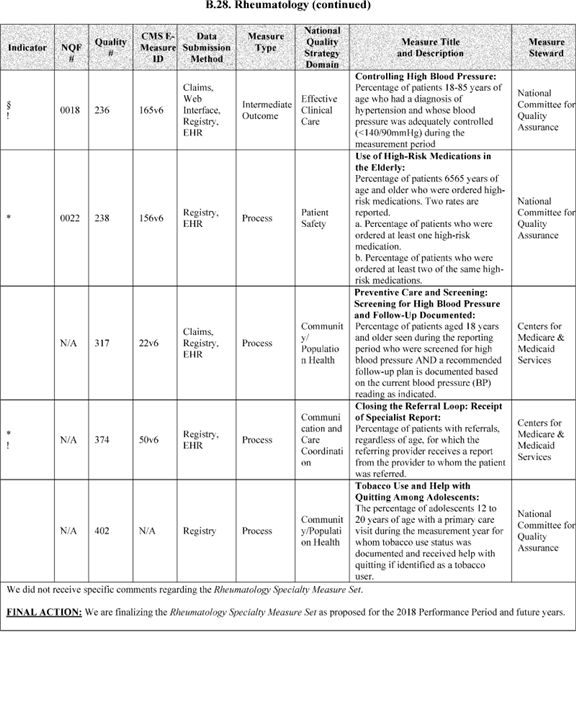 B.28. Rheumatology (continued)
Indicator
NQF
#
Quality
#
CMS E-
Measure
ID
Data
Submission
Method
Measure
Type
National
Quality
Strategy
Domain
Measure Title
and Description
Measure
Steward
§
!
0018
236
165v6
Claims,
Web
Interface,
Registry,
EHR
Intermediate
Outcome
Effective
Clinical
Care
Controlling High Blood Pressure:
Percentage of patients 18-85 years of
age who had a diagnosis of
hypertension and whose blood
pressure was adequately controlled
(<140/90mmHg) during the
measurement period
National
Committee for
Quality
Assurance
*
0022
238
156v6
Registry,
EHR
Process
Patient
Safety
Use of High-Risk Medications in
the Elderly:
Percentage of patients 6565 years of
age and older who were ordered high-
risk medications. Two rates are
reported.
a. Percentage of patients who were
ordered at least one high-risk
medication.
b. Percentage of patients who were
ordered at least two of the same high-
risk medications.
National
Committee for
Quality
Assurance
N/A
317
22v6
Claims,
Registry,
EHR
Process
Communit
y/
Populatio
n Health
Preventive Care and Screening:
Screening for High Blood Pressure
and Follow-Up Documented:
Percentage of patients aged 18 years
and older seen during the reporting
period who were screened for high
blood pressure AND a recommended
follow-up plan is documented based
on the current blood pressure (BP)
reading as indicated.
Centers for
Medicare &
Medicaid
Services
*
!
N/A
374
50v6
Registry,
EHR
Process
Communi
cation and
Care
Coordinati
on
Closing the Referral Loop: Receipt
of Specialist Report:
Percentage of patients with referrals,
regardless of age, for which the
referring provider receives a report
from the provider to whom the patient
was referred.
Centers for
Medicare &
Medicaid
Services
N/A
402
N/A
Registry
Process
Communit
y/Populati
on Health
Tobacco Use and Help with
Quitting Among Adolescents:
The percentage of adolescents 12 to
20 years of age with a primary care
visit during the measurement year for
whom tobacco use status was
documented and received help with
quitting if identified as a tobacco
user.
National
Committee for
Quality
Assurance
We did not receive specific comments regarding the Rheumatology Specialty Measure Set.
FINAL ACTION: We are finalizing the Rheumatology Specialty Measure Set as proposed for the 2018 Performance Period and future years.